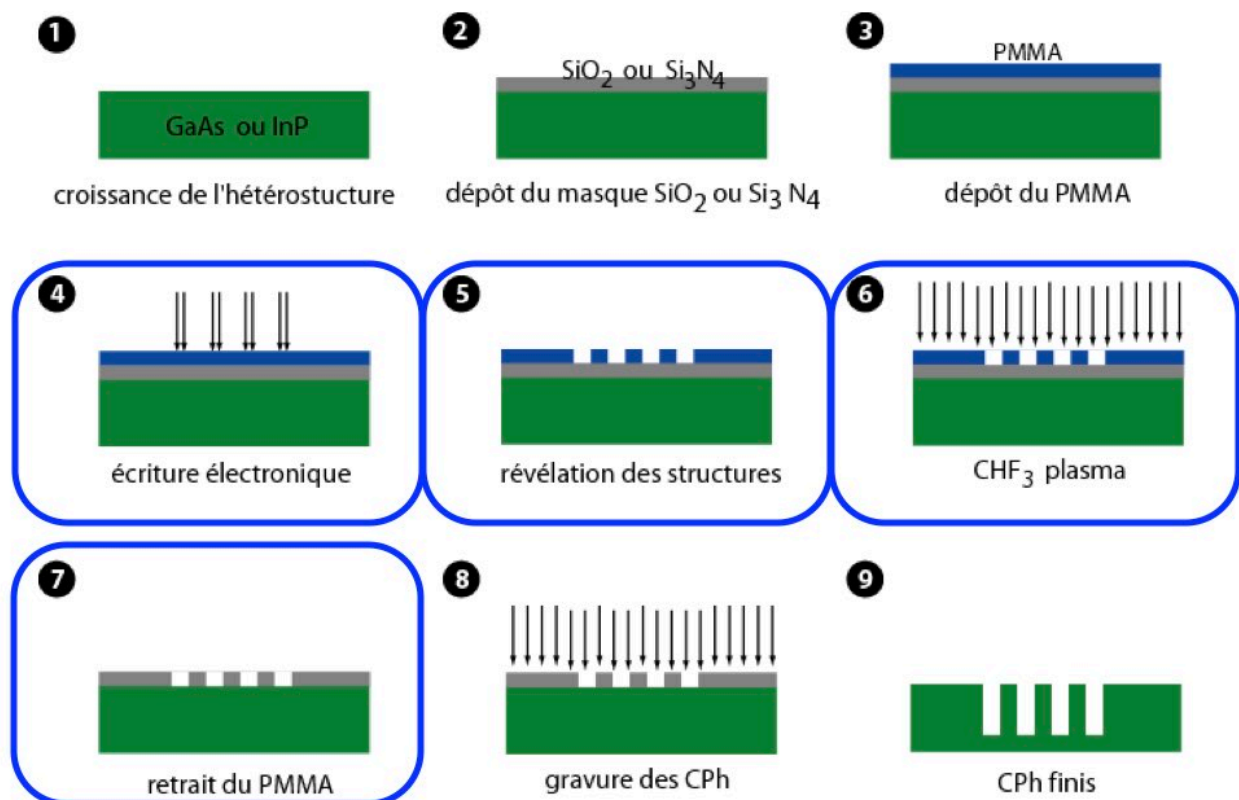 1
2
3
GaAs ou InP
SiO2 ou Si3N4
PMMA
croissance de l'hétérostucture
dépôt du masque SiO2 ou Si3 N4
dépôt du PMMA
4
5
6
écriture électronique
révélation des structures
CHF3 plasma
7
8
9
retrait du PMMA
gravure des CPh
CPh finis